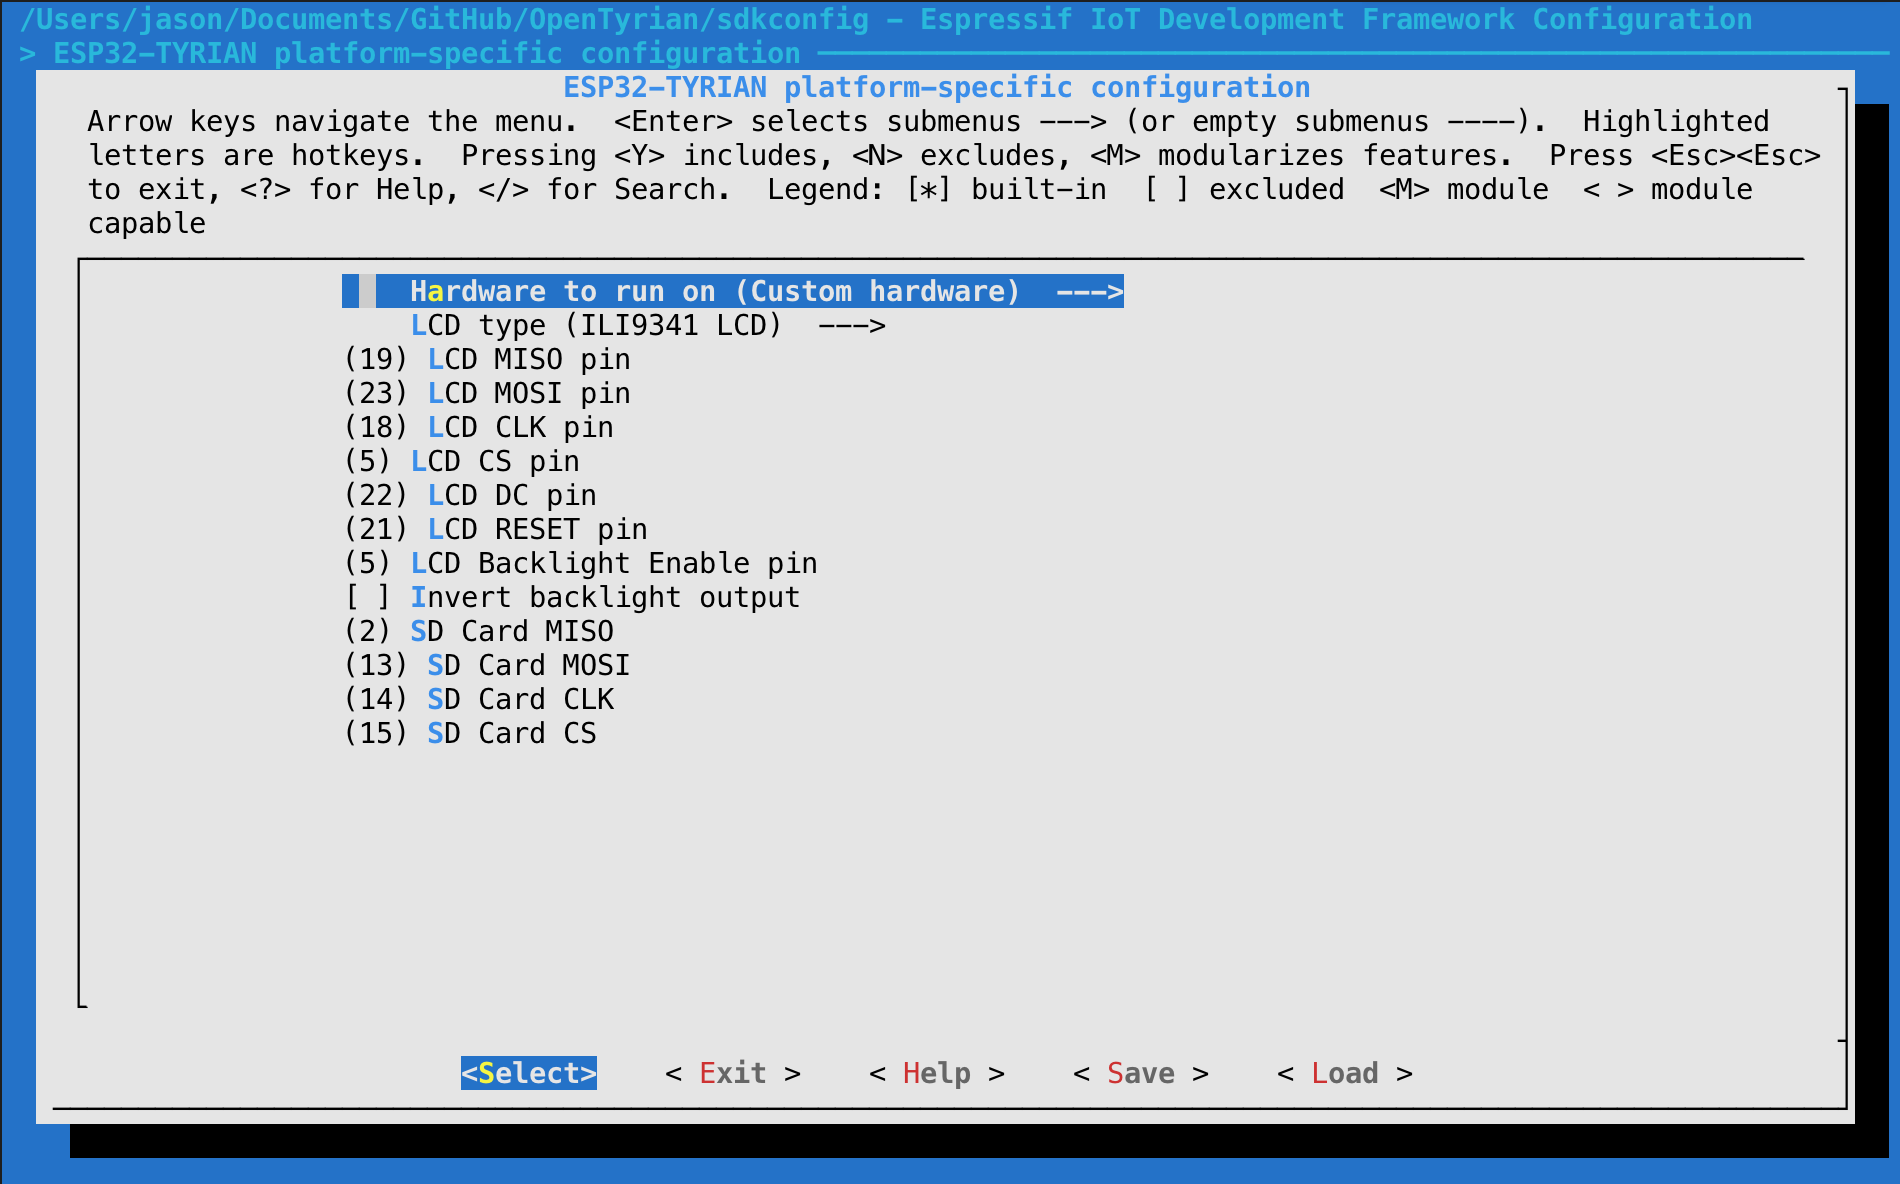 /Users/jason/Documents/GitHub/OpenTyrian/sdkconfig - Espressif IoT Development Framework Configuration
> ESP32-TYRIAN platform-specific configuration
ESP32-TYRIAN platform-specific configuration
Arrow keys navigate the menu.  <Enter> selects submenus ---> (or empty submenus ----).  Highlighted
letters are hotkeys.  Pressing <Y> includes, <N> excludes, <M> modularizes features.  Press <Esc><Esc>
to exit, <?> for Help, </> for Search.  Legend: [*] built-in  [ ] excluded  <M> module  < > module
capable
Hardware to run on (Custom hardware)  --->
LCD type (ILI9341 LCD)  --->
(19) LCD MISO pin
(23) LCD MOSI pin
(18) LCD CLK pin
(5) LCD CS pin
(22) LCD DC pin
(21) LCD RESET pin
(5) LCD Backlight Enable pin
[ ] Invert backlight output
(2) SD Card MISO
(13) SD Card MOSI
(14) SD Card CLK
(15) SD Card CS
<Select>    < Exit >    < Help >    < Save >    < Load >